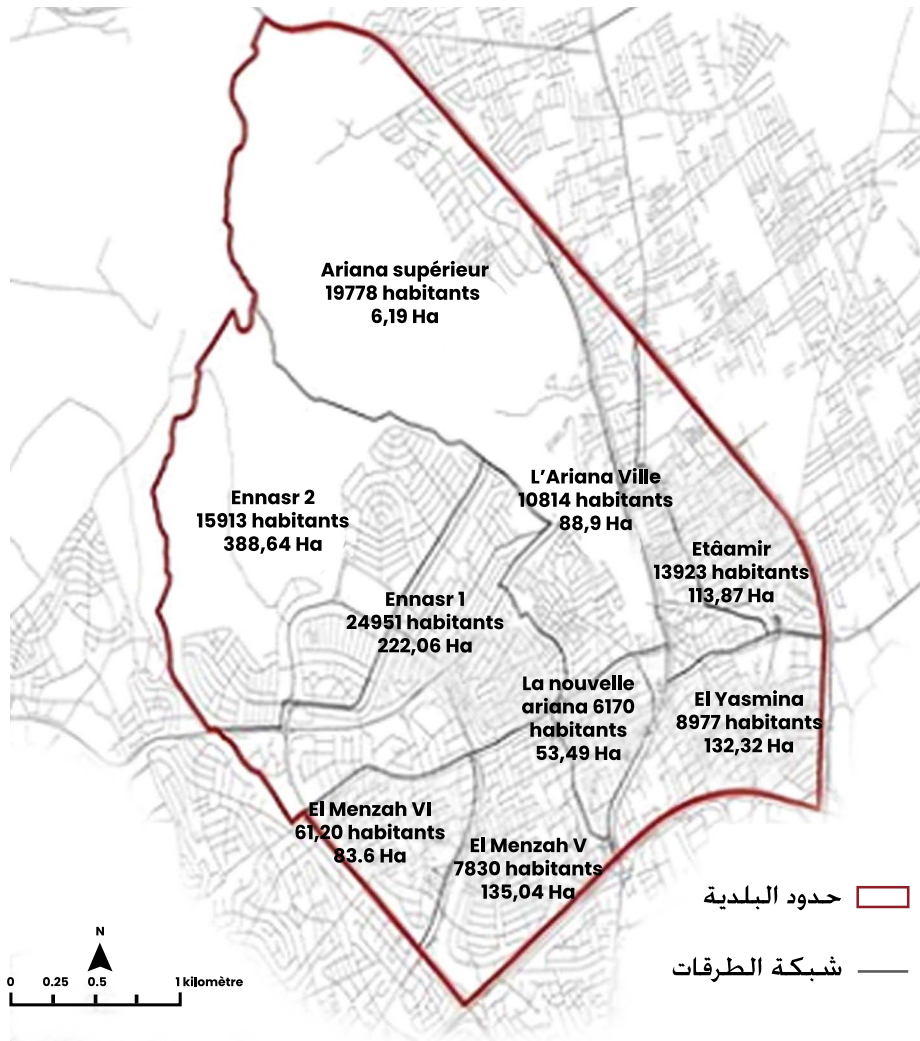 Ariana supérieur
19778 habitants
6,19 Ha
L'Ariana Ville
10814 habitants
88,9 Ha
Ennasr 2
15913 habitants
388,64 Ha
Etâamir
13923 habitants
113,87 Ha
Ennasr 1
24951 habitants
222,06 Ha
La nouvelle
ariana 6170
habitants
53,49 Ha
El Yasmina
8977 habitants
132,32 Ha
El Menzah VI
61,20 habitants
83.6 Ha
El Menzah V
7830 habitants
135,04 Ha
حدود البلدية
شبكة الطرقات
N
0 0.25 0.5 1 kilomètre